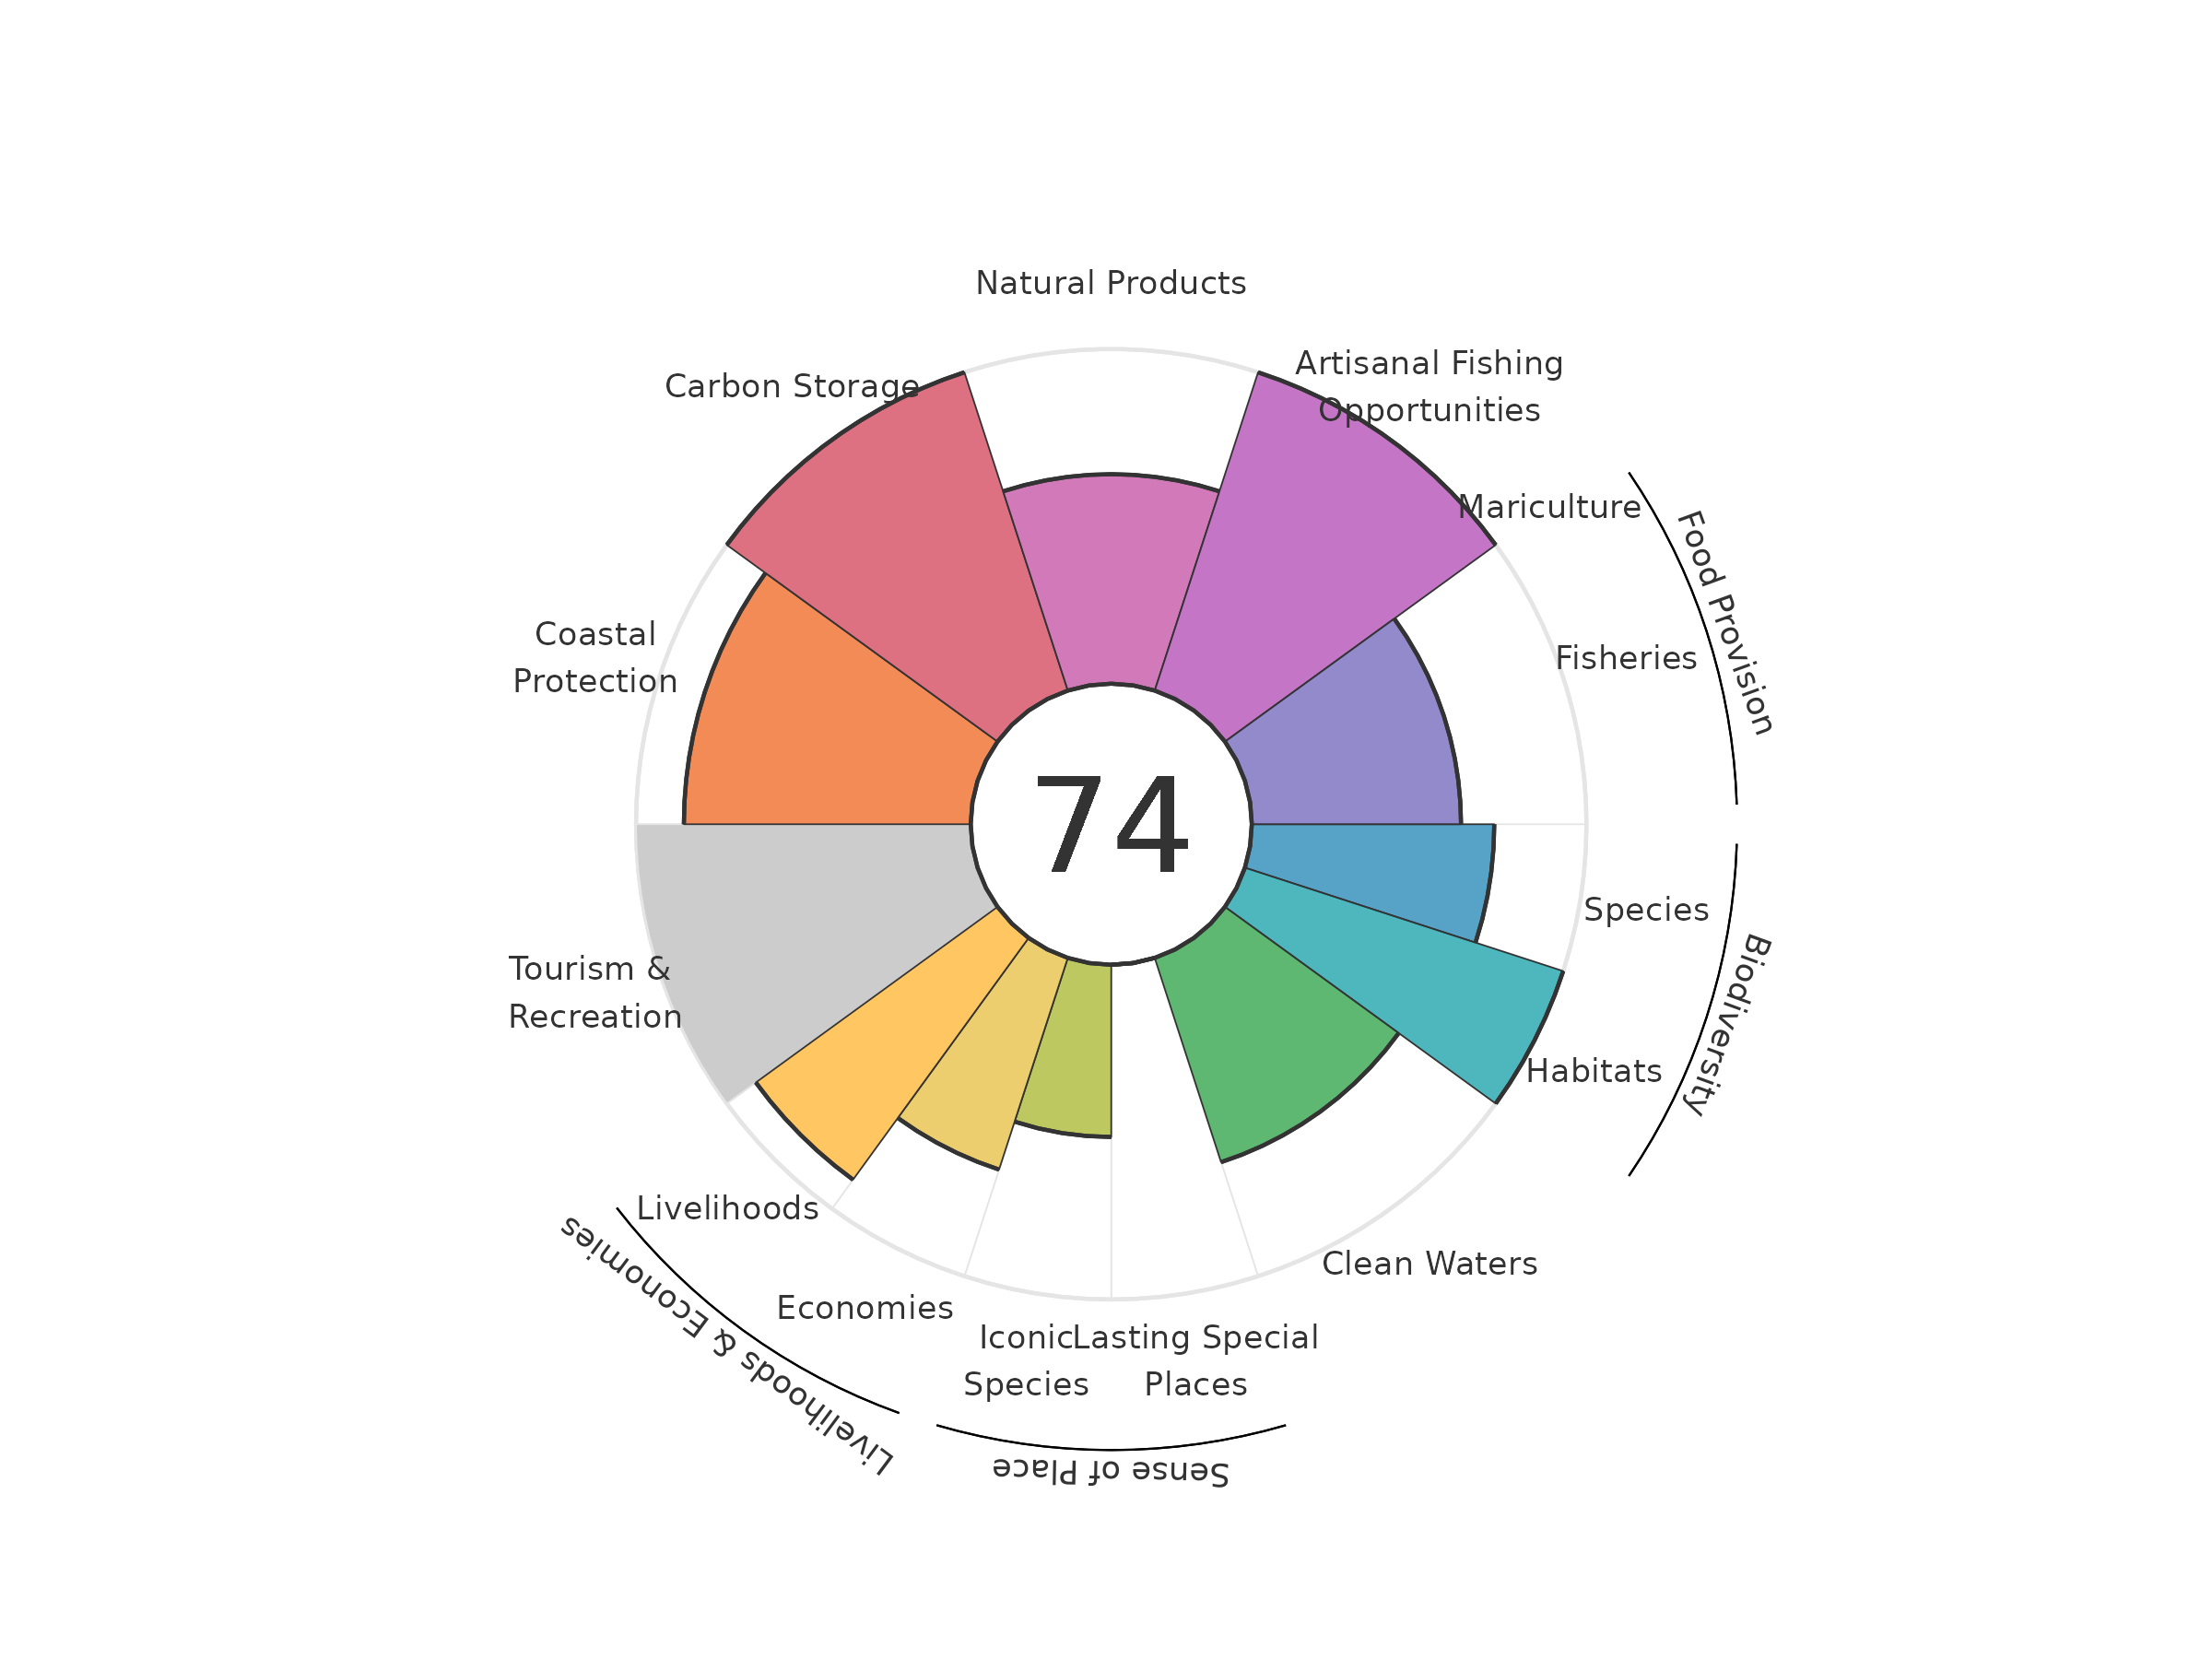 Natural Products
Artisanal Fishing
Opportunities
Carbon Storage
Mariculture
Food Provision
Coastal
Protection
Fisheries
74
Species
Biodiversity
Tourism &
Recreation
Habitats
Livelihoods
Clean Waters
Livelihoods & Economies
Economies
Iconic
Species
Lasting Special
Places
Sense of Place